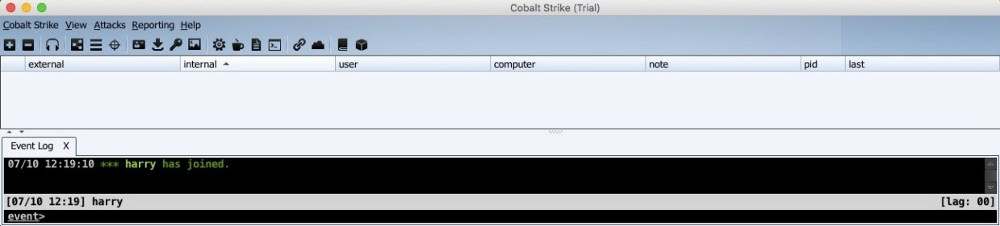 Cobalt Strike (Trial)
Cobalt Strike View Attacks Reporting Help
external internal user computer note pid last
Event Log X
07/10 12:19:10 *** harry has joined.
[07/10 12:19] harry [lag: 00]
event>